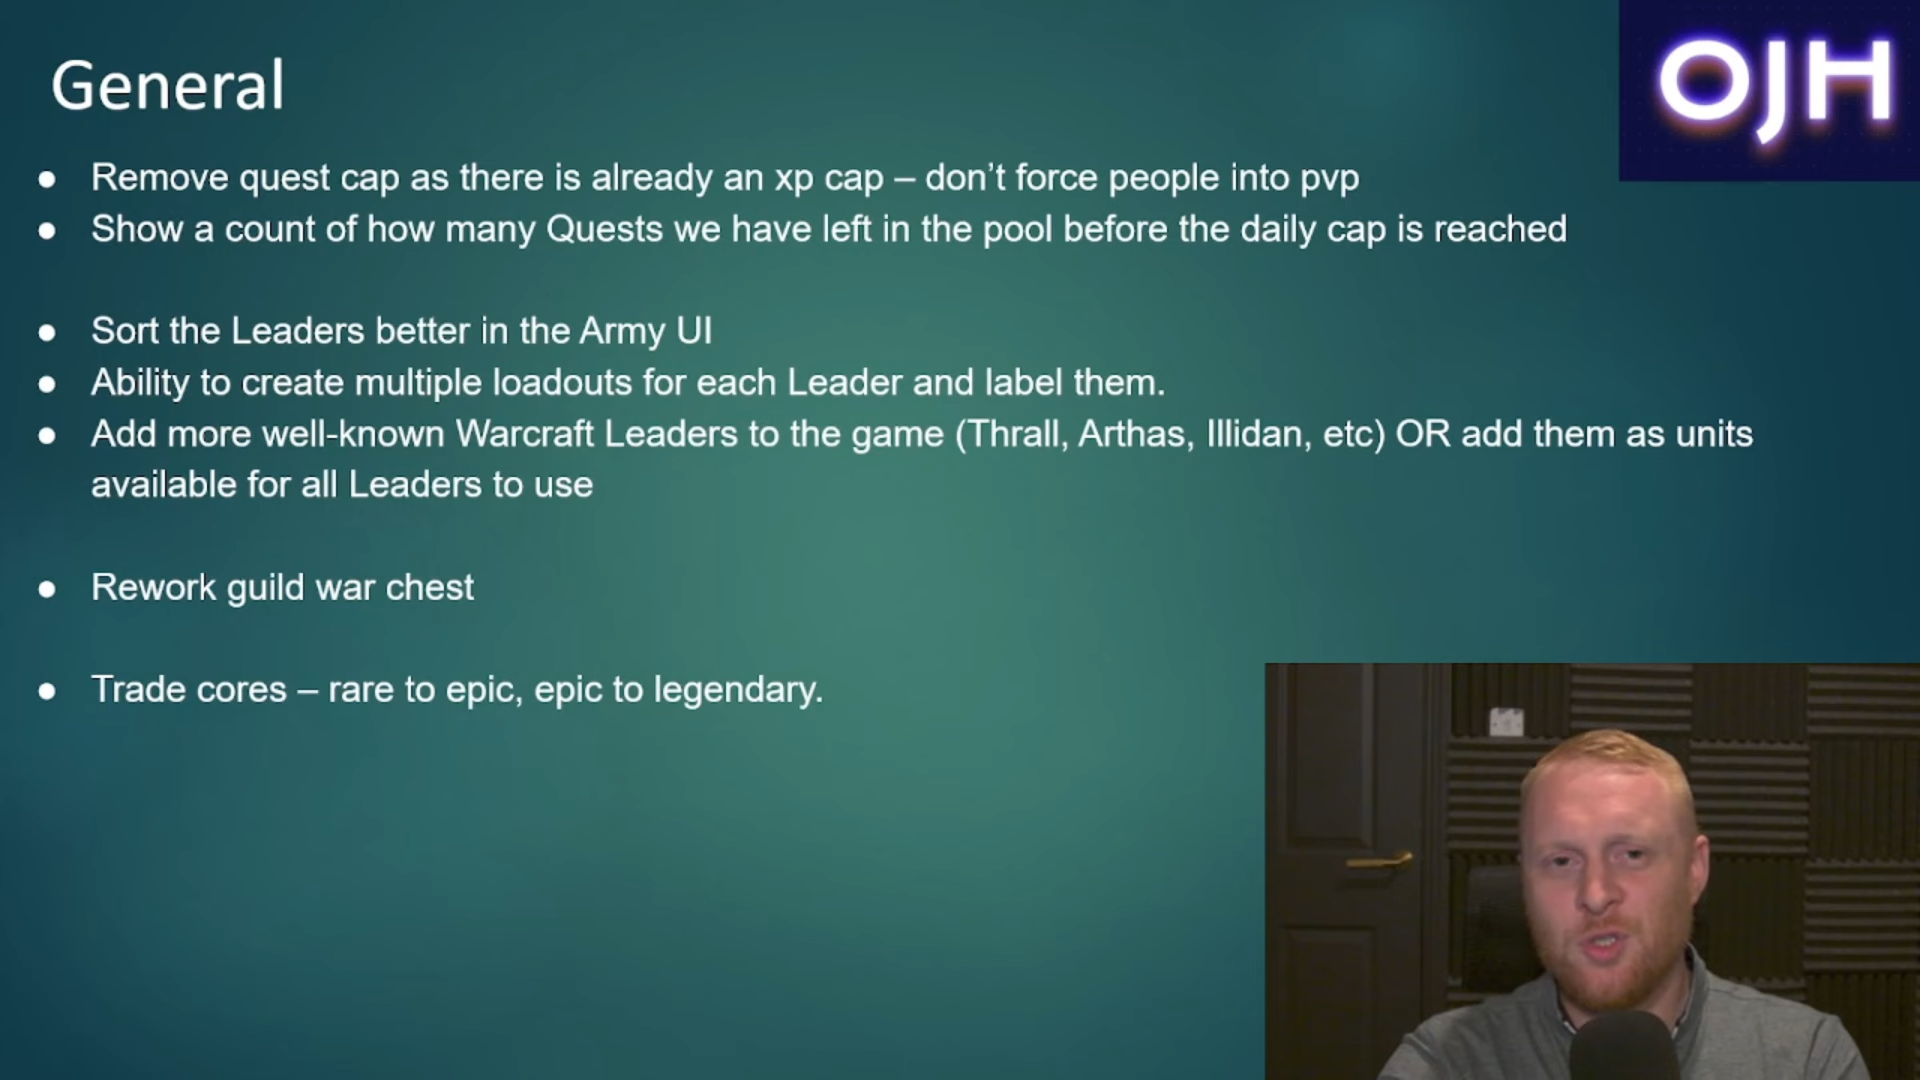 General
OJH
● Remove quest cap as there is already an xp cap – don’t force people into pvp
● Show a count of how many Quests we have left in the pool before the daily cap is reached
● Sort the Leaders better in the Army UI
● Ability to create multiple loadouts for each Leader and label them.
● Add more well-known Warcraft Leaders to the game (Thrall, Arthas, Illidan, etc) OR add them as units
available for all Leaders to use
● Rework guild war chest
● Trade cores – rare to epic, epic to legendary.